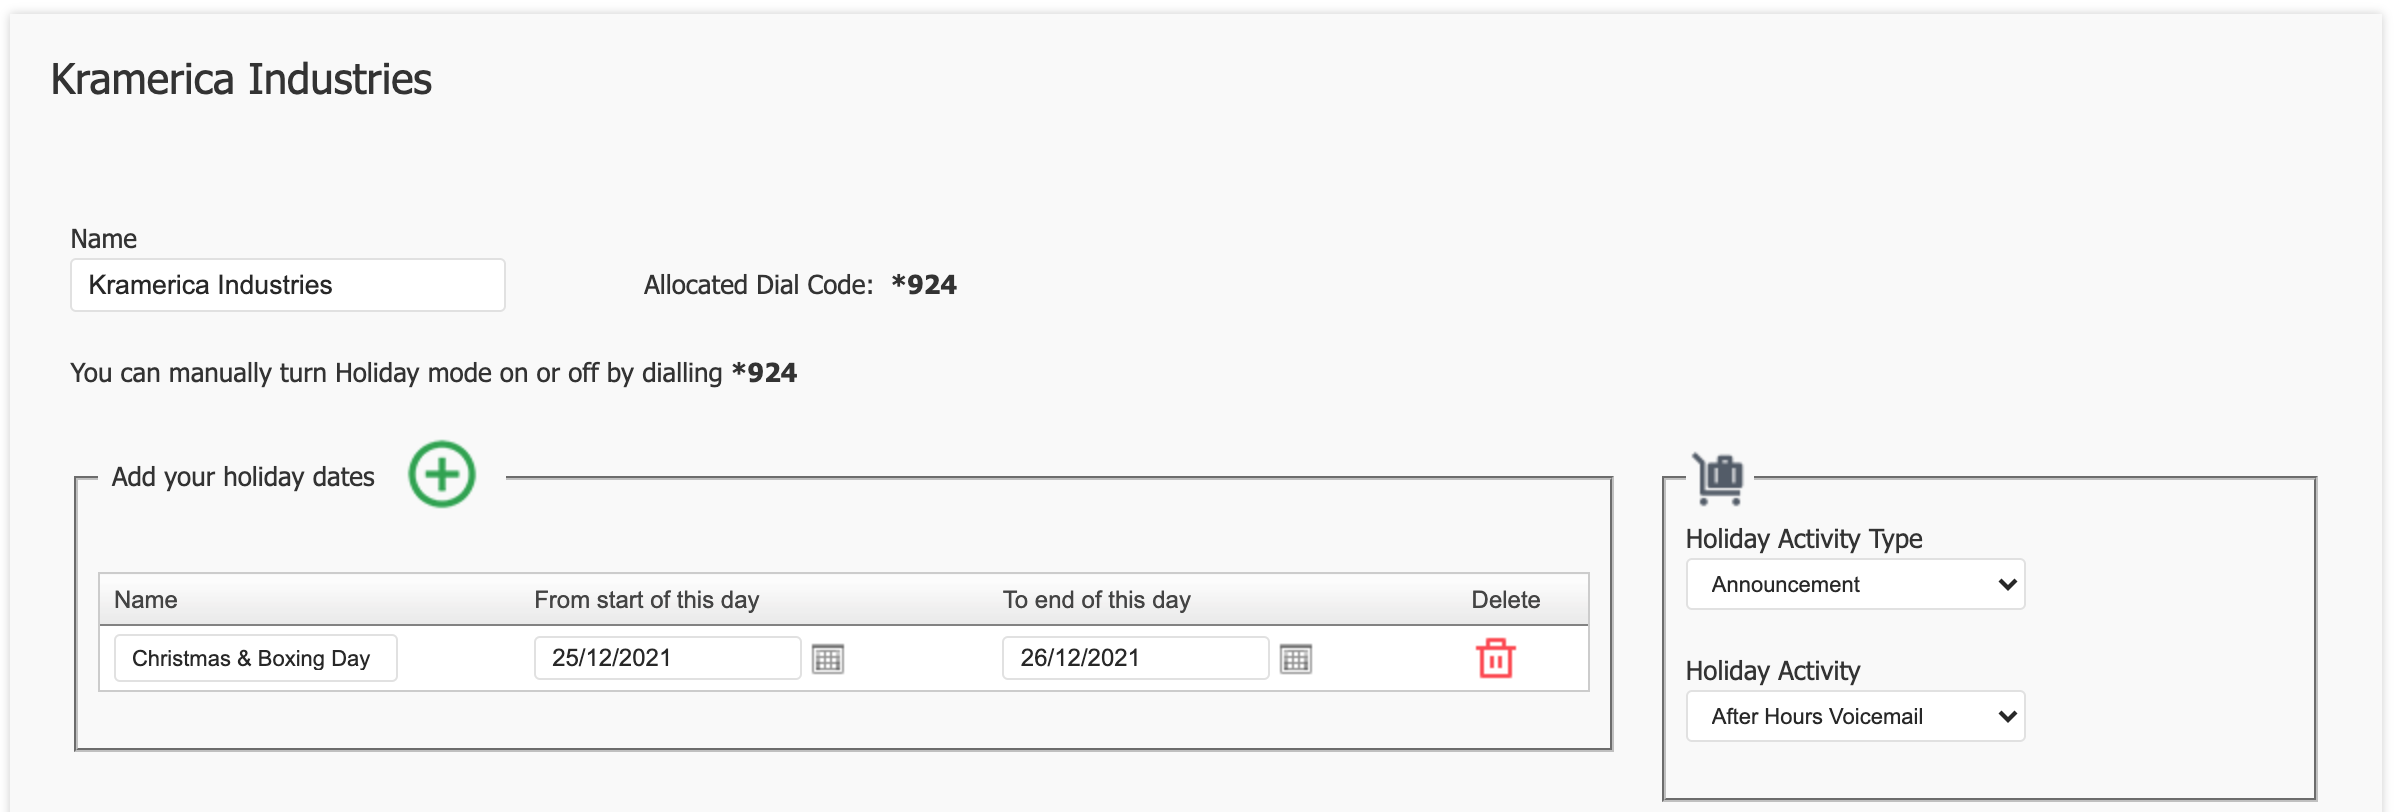 Kramerica Industries
Name
Kramerica Industries
Allocated Dial Code: *924
You can manually turn Holiday mode on or off by dialling *924
Add your holiday dates
Name From start of this day To end of this day Delete
Christmas & Boxing Day 25/12/2021 26/12/2021
Holiday Activity Type
Announcement
Holiday Activity
After Hours Voicemail